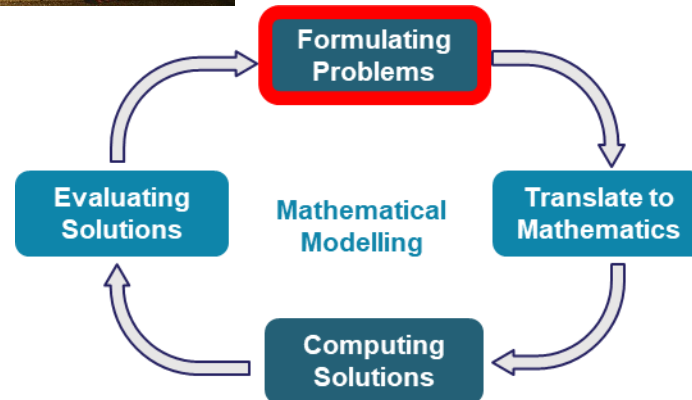 Formulating
Problems
Evaluating
Solutions
Mathematical
Modelling
Translate to
Mathematics
Computing
Solutions